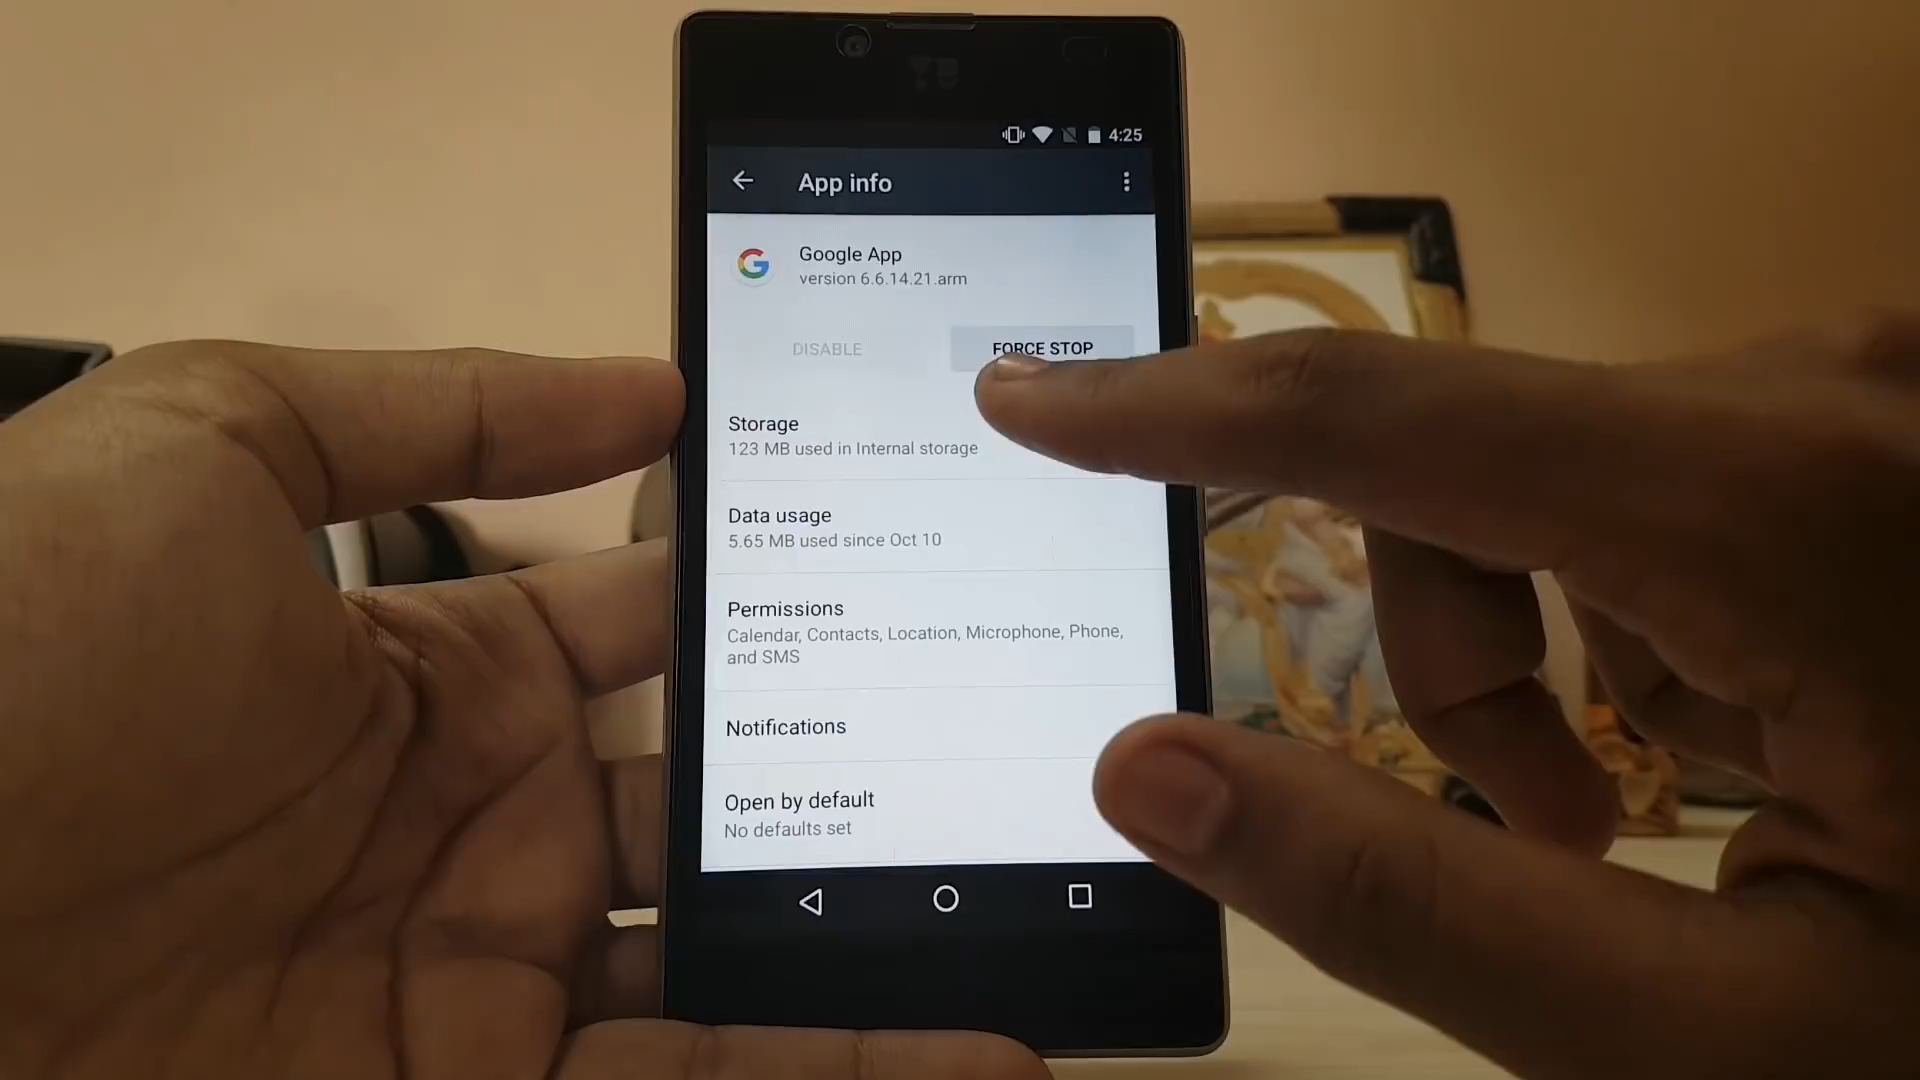 YU
4:25
App info
Google App
version 6.6.14.21.arm
DISABLE
FORCE STOP
Storage
123 MB used in Internal storage
Data usage
5.65 MB used since Oct 10
Permissions
Calendar, Contacts, Location, Microphone, Phone,
and SMS
Notifications
Open by default
No defaults set